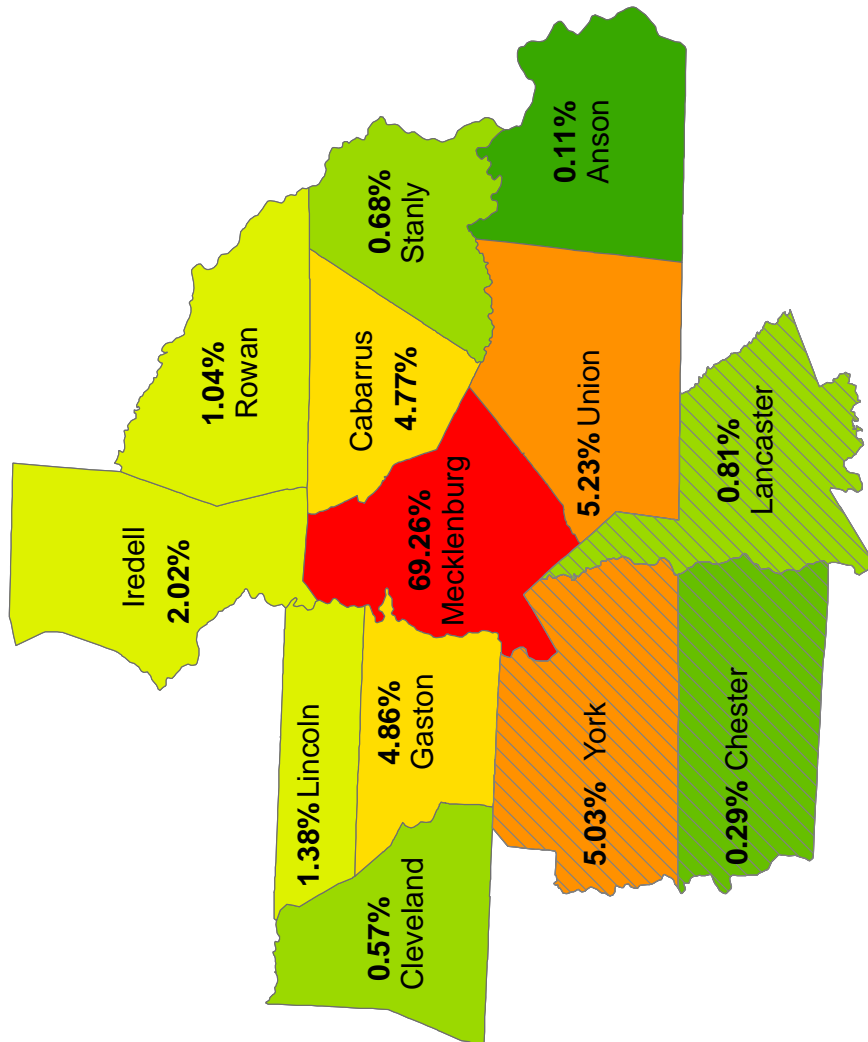 Iredell
2.02%
1.04%
Rowan
0.68%
Stanly
Cabarrus
4.77%
0.11%
Anson
1.38% Lincoln
4.86%
Gaston
69.26%
Mecklenburg
5.23% Union
0.57%
Cleveland
5.03% York
0.81%
Lancaster
0.29% Chester